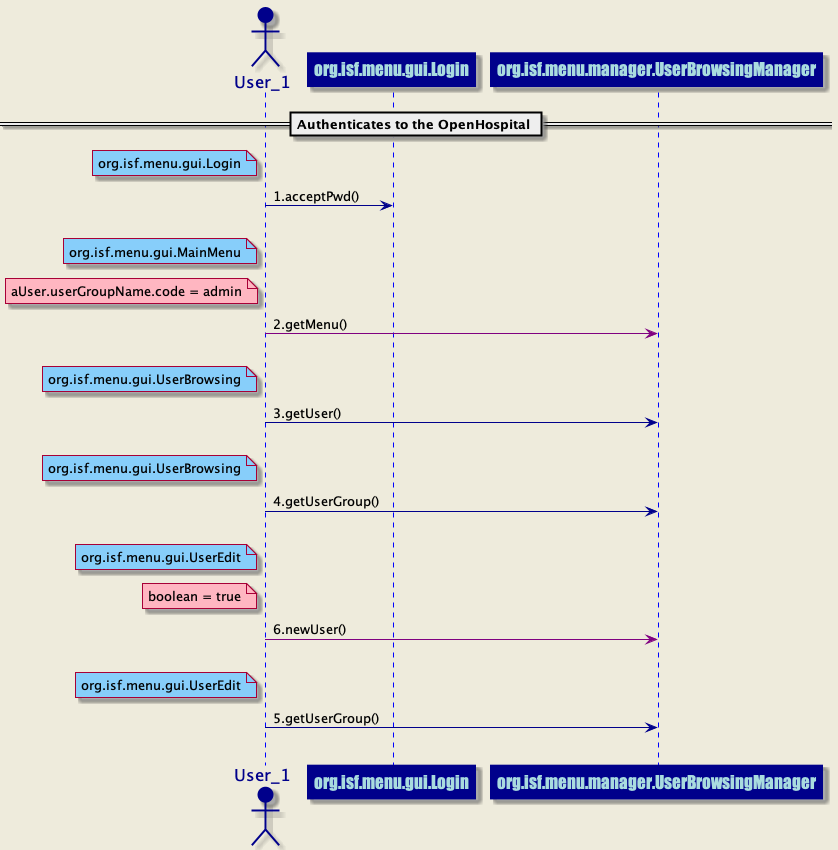 User_1
org.isf.menu.gui.Login
org.isf.menu.manager.UserBrowsingManager
Authenticates to the OpenHospital
org.isf.menu.gui.Login
1.acceptPwd()
org.isf.menu.gui.MainMenu
aUser.userGroupName.code = admin
2.getMenu()
org.isf.menu.gui.UserBrowsing
3.getUser()
org.isf.menu.gui.UserBrowsing
4.getUserGroup()
org.isf.menu.gui.UserEdit
boolean = true
6.newUser()
org.isf.menu.gui.UserEdit
5.getUserGroup()
User_1
org.isf.menu.gui.Login
org.isf.menu.manager.UserBrowsingManager